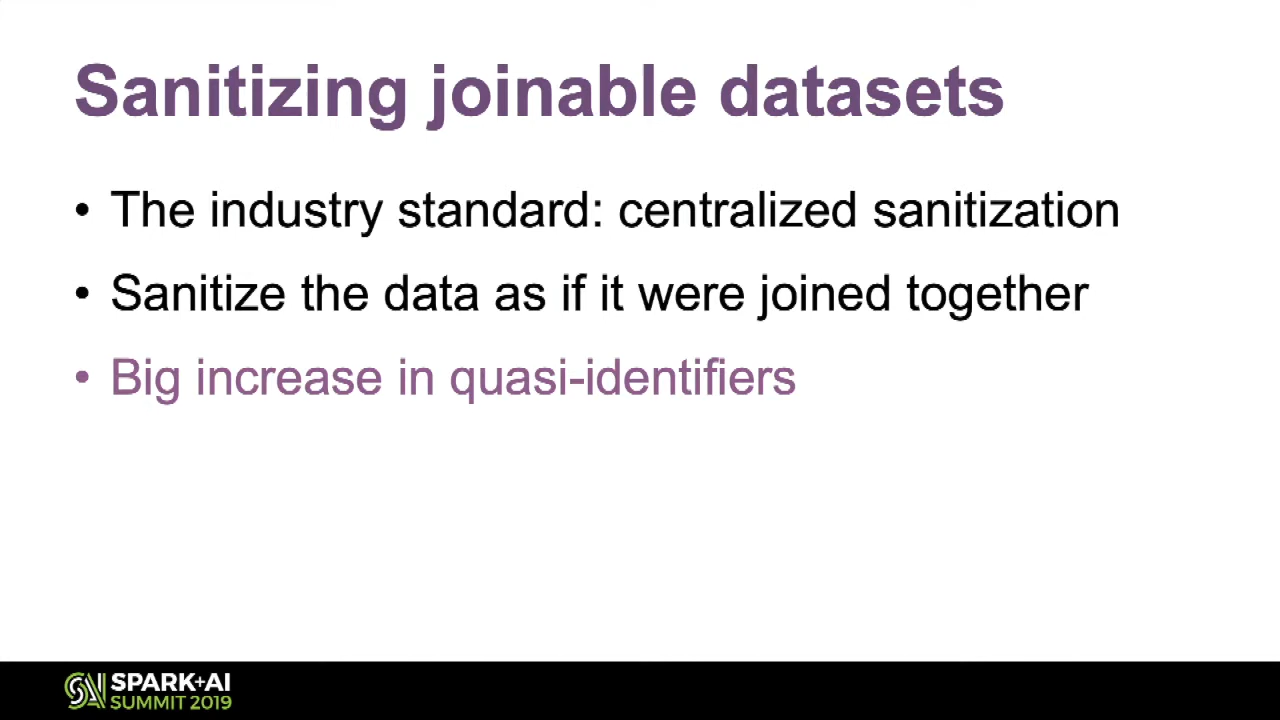 Sanitizing joinable datasets
• The industry standard: centralized sanitization
• Sanitize the data as if it were joined together
• Big increase in quasi-identifiers
SPARK+AI
SUMMIT 2019